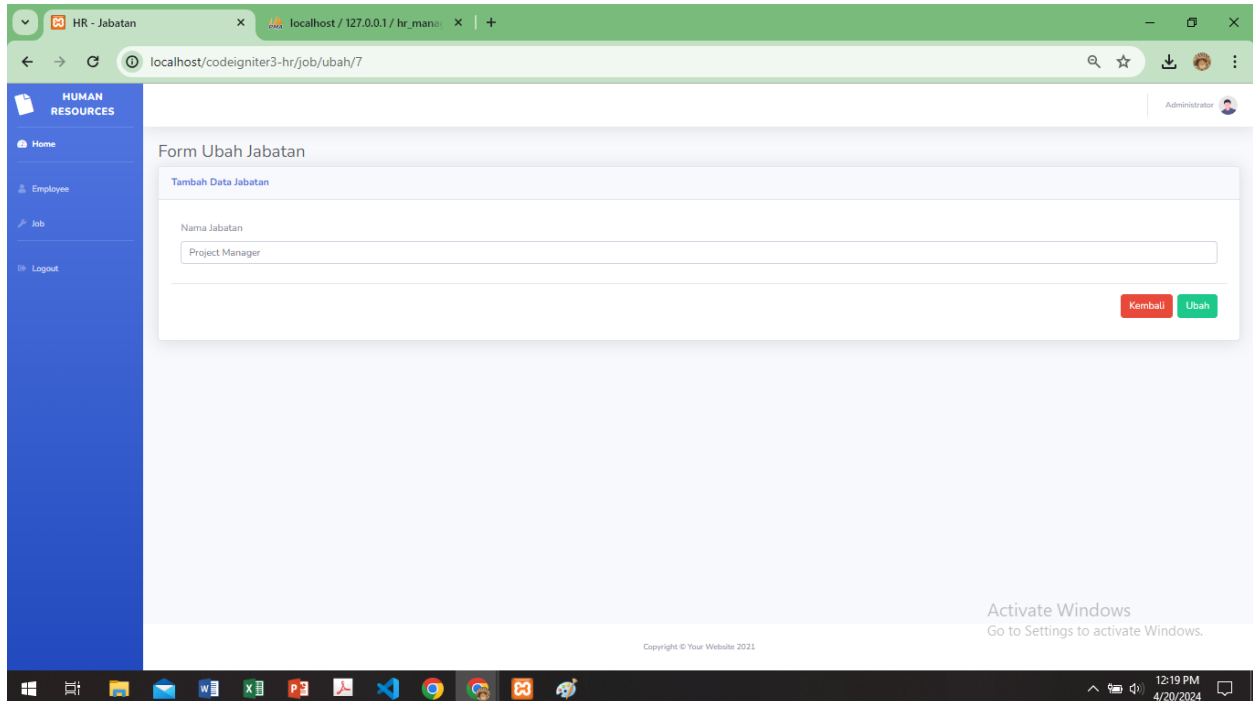 HR - Jabatan
localhost / 127.0.0.1 / hr_mana
localhost/codeigniter3-hr/job/ubah/7
HUMAN
RESOURCES
Administrator
Home
Employee
Job
Logout
Form Ubah Jabatan
Tambah Data Jabatan
Nama Jabatan
Project Manager
Kembali
Ubah
Activate Windows
Go to Settings to activate Windows.
Copyright © Your Website 2021
12:19 PM
4/20/2024